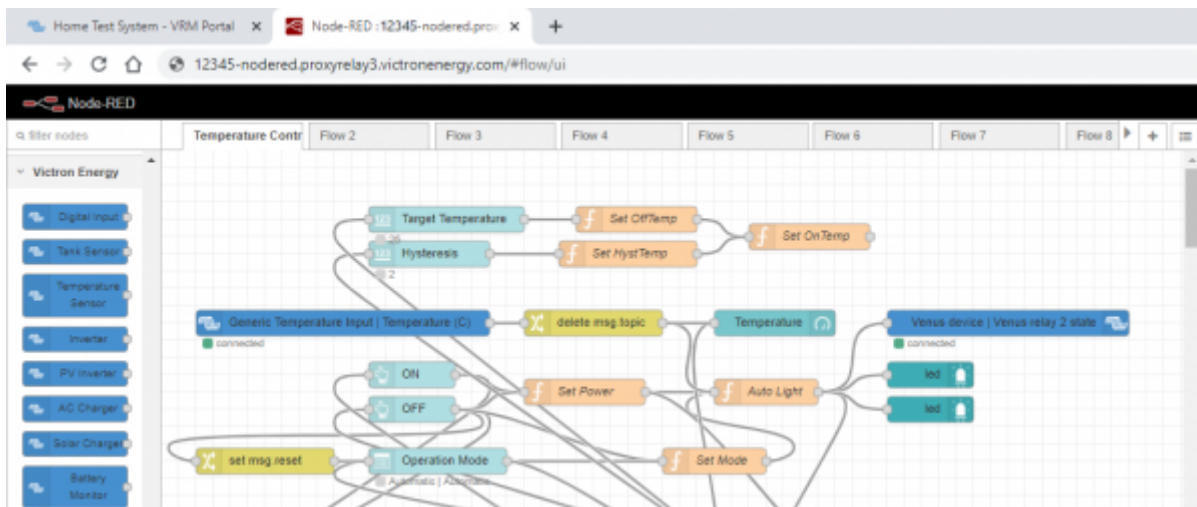 Home Test System - VRM Portal
Node-RED : 12345-nodered.prox
12345-nodered.proxyrelay3.victronenergy.com/#flow/ui
Node-RED
filter nodes
Temperature Contr
Flow 2
Flow 3
Flow 4
Flow 5
Flow 6
Flow 7
Flow 8
Victron Energy
Digital Input
Tank Sensor
Temperature
Sensor
Inverter
PV Inverter
AC Charger
Solar Charger
Battery
Monitor
123 Target Temperature
26
Set OffTemp
Set OnTemp
123 Hysteresis
2
Set HystTemp
Generic Temperature Input | Temperature (C)
connected
delete msg.topic
Temperature
Venus device | Venus relay 2 state
connected
ON
OFF
Set Power
Auto Light
led
led
set msg.reset
Operation Mode
Automatic | Automatic
Set Mode